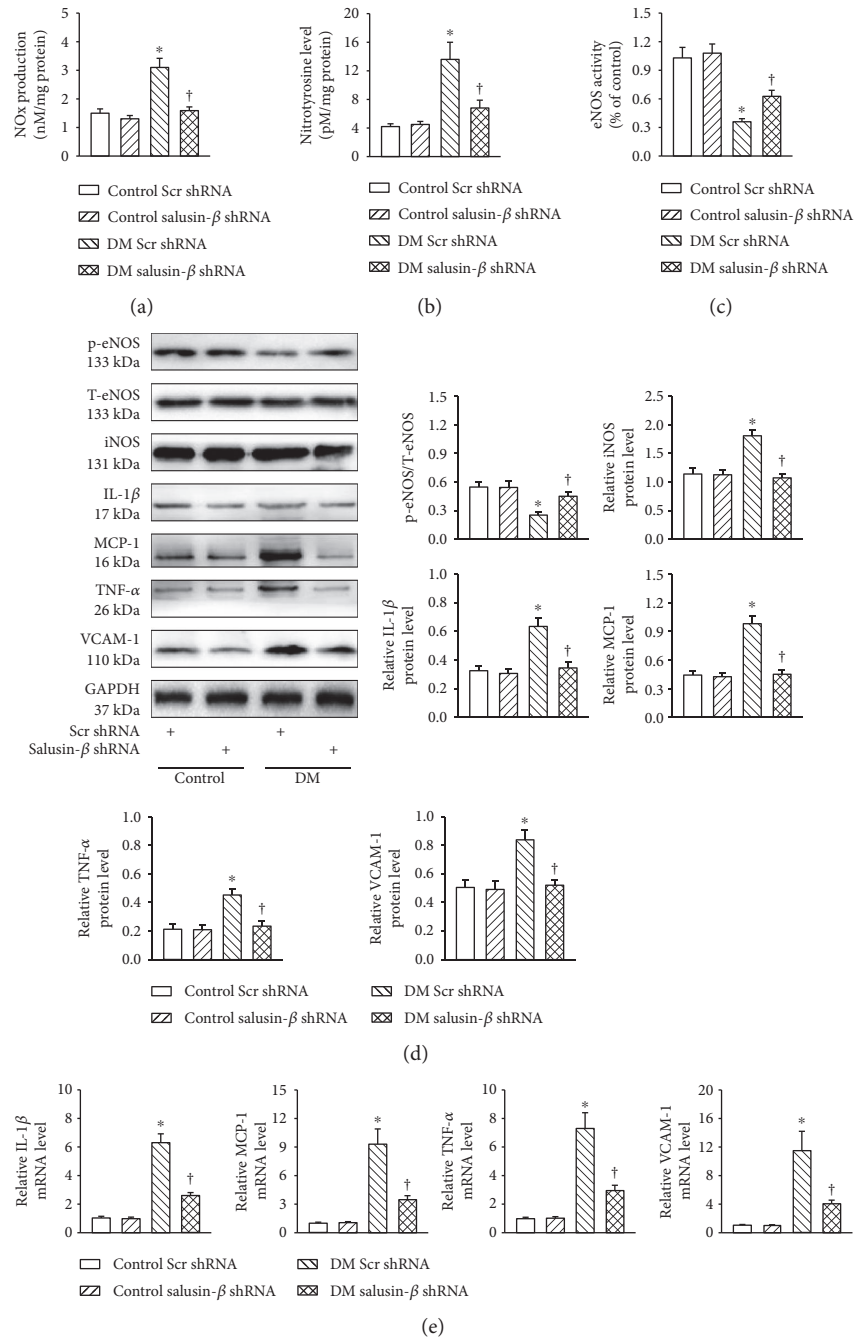 NOx production
(nM/mg protein)
5
4
3
2
1
0
*
†
Control Scr shRNA
Control salusin-β shRNA
DM Scr shRNA
DM salusin-β shRNA
(a)
Nitrotyrosine level
(pM/mg protein)
20
16
12
8
4
0
*
†
Control Scr shRNA
Control salusin-β shRNA
DM Scr shRNA
DM salusin-β shRNA
(b)
eNOS activity
(% of control)
1.5
1.2
0.9
0.6
0.3
0.0
*
†
Control Scr shRNA
Control salusin-β shRNA
DM Scr shRNA
DM salusin-β shRNA
(c)
p-eNOS
133 kDa
T-eNOS
133 kDa
iNOS
131 kDa
IL-1β
17 kDa
MCP-1
16 kDa
TNF-α
26 kDa
VCAM-1
110 kDa
GAPDH
37 kDa
Scr shRNA + +
Salusin-β shRNA + +
Control DM
p-eNOS/T-eNOS
1.5
1.2
0.9
0.6
0.3
0.0
*
†
Relative iNOS
protein level
2.5
2.0
1.5
1.0
0.5
0.0
*
†
Relative IL-1β
protein level
1.0
0.8
0.6
0.4
0.2
0.0
*
†
Relative MCP-1
protein level
1.5
1.2
0.9
0.6
0.3
0.0
*
†
Relative TNF-α
protein level
1.0
0.8
0.6
0.4
0.2
0.0
*
†
Relative VCAM-1
protein level
1.0
0.8
0.6
0.4
0.2
0.0
*
†
Control Scr shRNA
Control salusin-β shRNA
DM Scr shRNA
DM salusin-β shRNA
(d)
Relative IL-1β
mRNA level
10
8
6
4
2
0
*
†
Relative MCP-1
mRNA level
15
12
9
6
3
0
*
†
Relative TNF-α
mRNA level
10
8
6
4
2
0
*
†
Relative VCAM-1
mRNA level
20
16
12
8
4
0
*
†
Control Scr shRNA
Control salusin-β shRNA
DM Scr shRNA
DM salusin-β shRNA
(e)